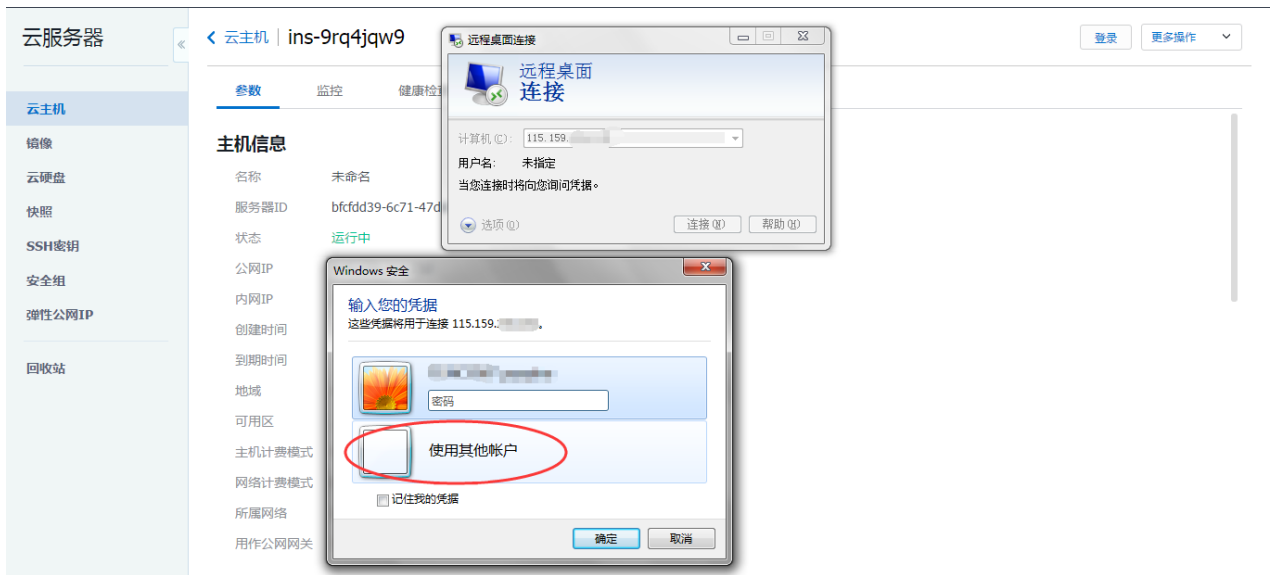 云服务器
云主机
镜像
云硬盘
快照
SSH密钥
安全组
弹性公网IP
回收站
云主机 | ins-9rq4jqw9
登录
更多操作
参数
监控
主机信息
名称
未命名
服务器ID
bfcfdd39-6c71-47d
状态
运行中
公网IP
内网IP
创建时间
到期时间
地域
可用区
主机计费模式
网络计费模式
所属网络
用作公网网关
健康检
远程桌面连接
远程桌面
连接
计算机(C):
115.159.
用户名:
未指定
当您连接时将向您询问凭据。
选项(O)
连接(N)
帮助(H)
Windows 安全
输入您的凭据
这些凭据将用于连接 115.159.
密码
使用其他帐户
记住我的凭据
确定
取消